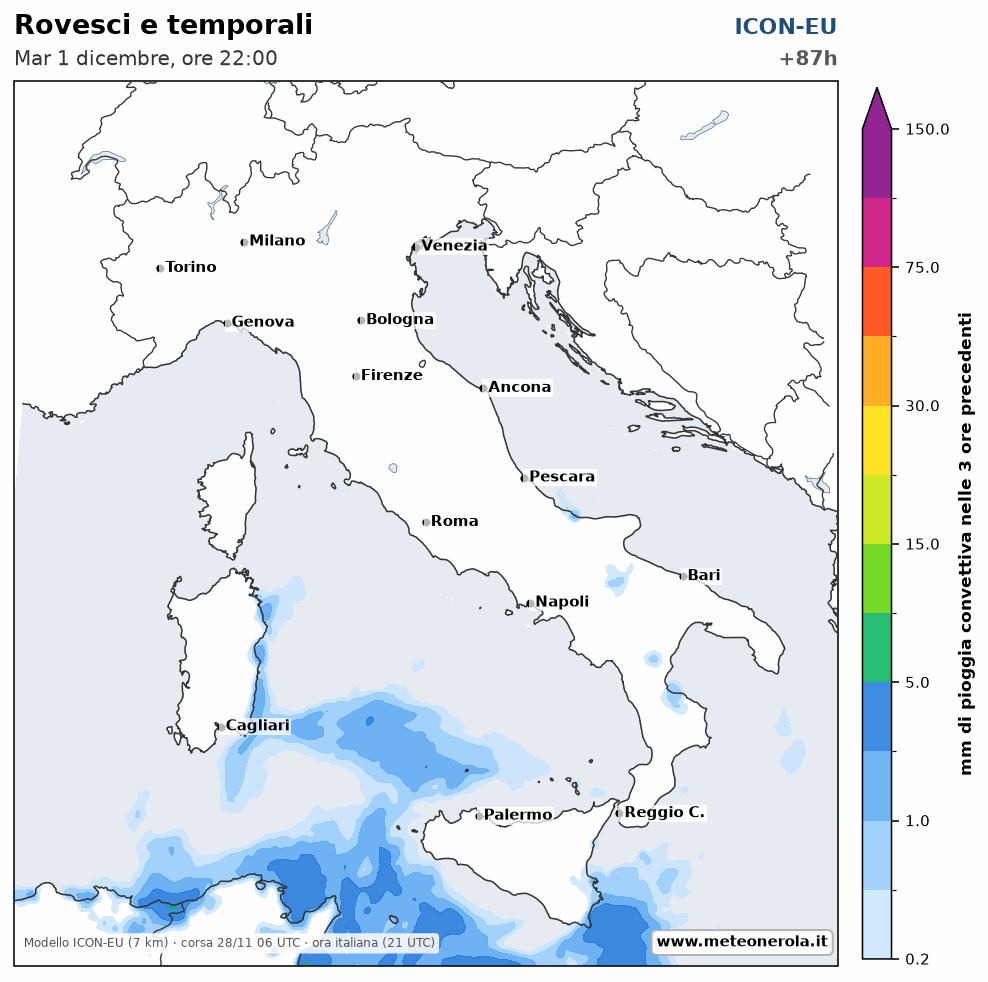 Rovesci e temporali
ICON-EU
Mar 1 dicembre, ore 22:00
+87h
150.0
75.0
30.0
15.0
5.0
1.0
0.2
mm di pioggia convettiva nelle 3 ore precedenti
Milano
Venezia
Torino
Genova
Bologna
Firenze
Ancona
Pescara
Roma
Bari
Napoli
Cagliari
Palermo
Reggio C.
Modello ICON-EU (7 km) · corsa 28/11 06 UTC · ora italiana (21 UTC)
www.meteonerola.it